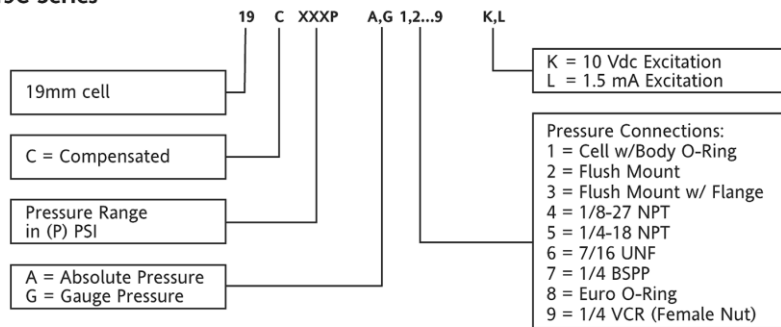 19 C XXXP A,G 1,2...9 K,L
19mm cell
C = Compensated
Pressure Range
in (P) PSI
A = Absolute Pressure
G = Gauge Pressure
K = 10 Vdc Excitation
L = 1.5 mA Excitation
Pressure Connections:
1 = Cell w/Body O-Ring
2 = Flush Mount
3 = Flush Mount w/ Flange
4 = 1/8-27 NPT
5 = 1/4-18 NPT
6 = 7/16 UNF
7 = 1/4 BSPP
8 = Euro O-Ring
9 = 1/4 VCR (Female Nut)